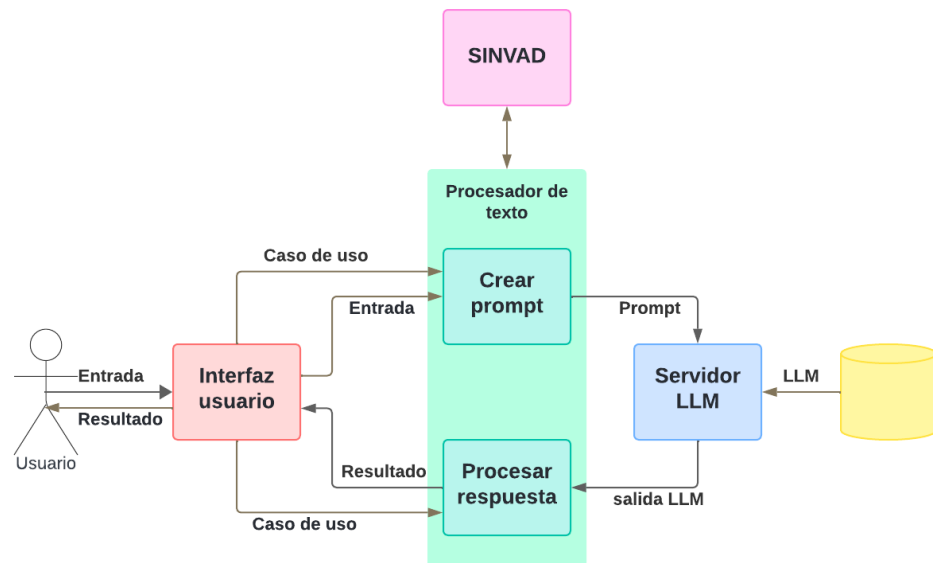 SINVAD
Procesador de
texto
Caso de uso
Crear
prompt
Entrada
Prompt
Entrada
Interfaz
usuario
Servidor
LLM
LLM
Resultado
Usuario
Resultado
Procesar
respuesta
salida LLM
Caso de uso